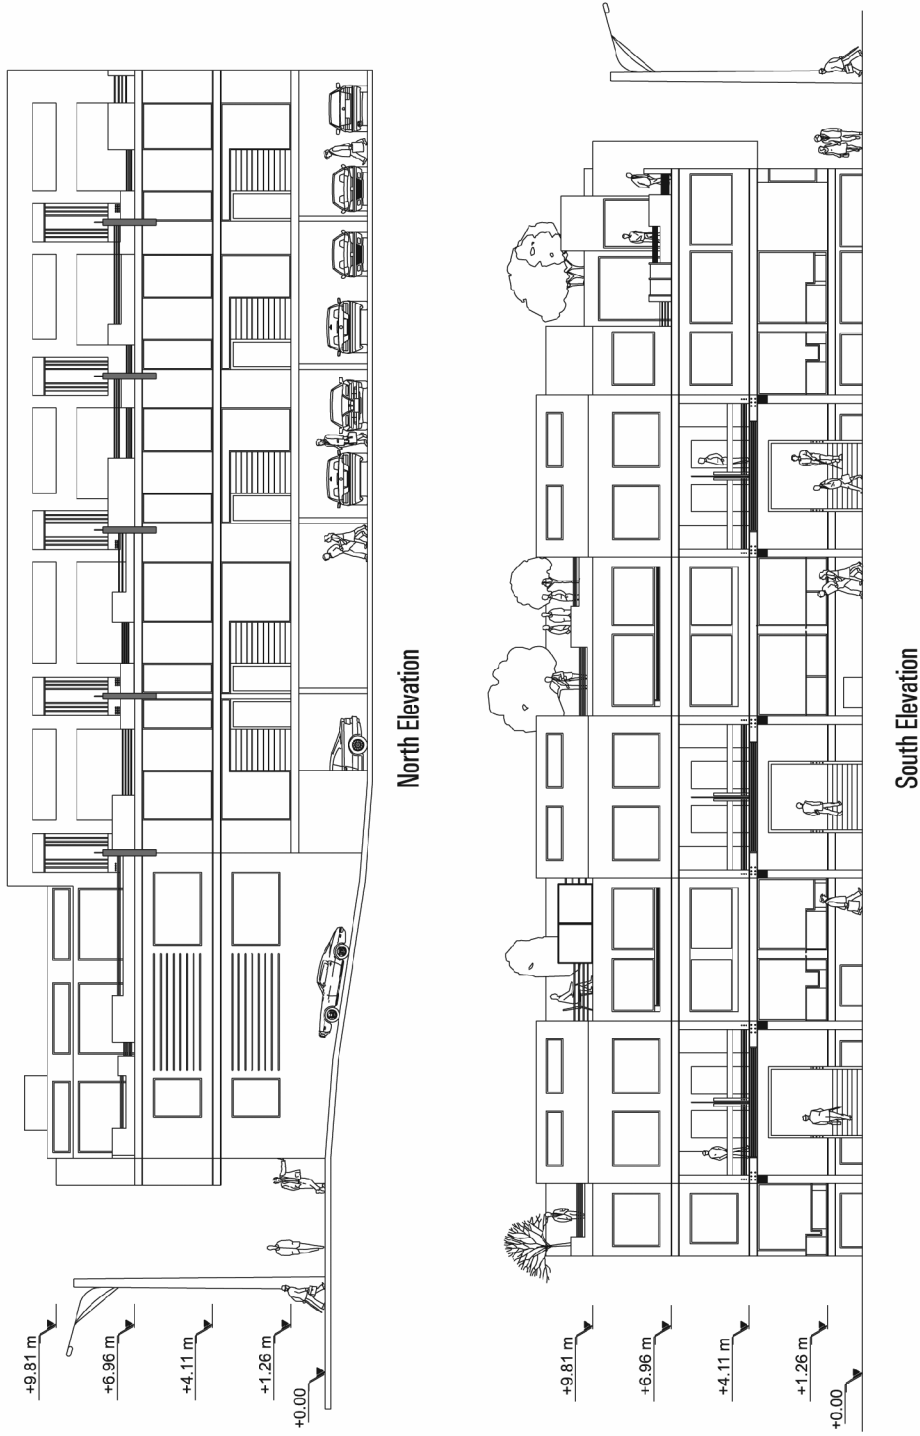 +9.81 m
+6.96 m
+4.11 m
+1.26 m
+0.00
North Elevation
+9.81 m
+6.96 m
+4.11 m
+1.26 m
+0.00
South Elevation